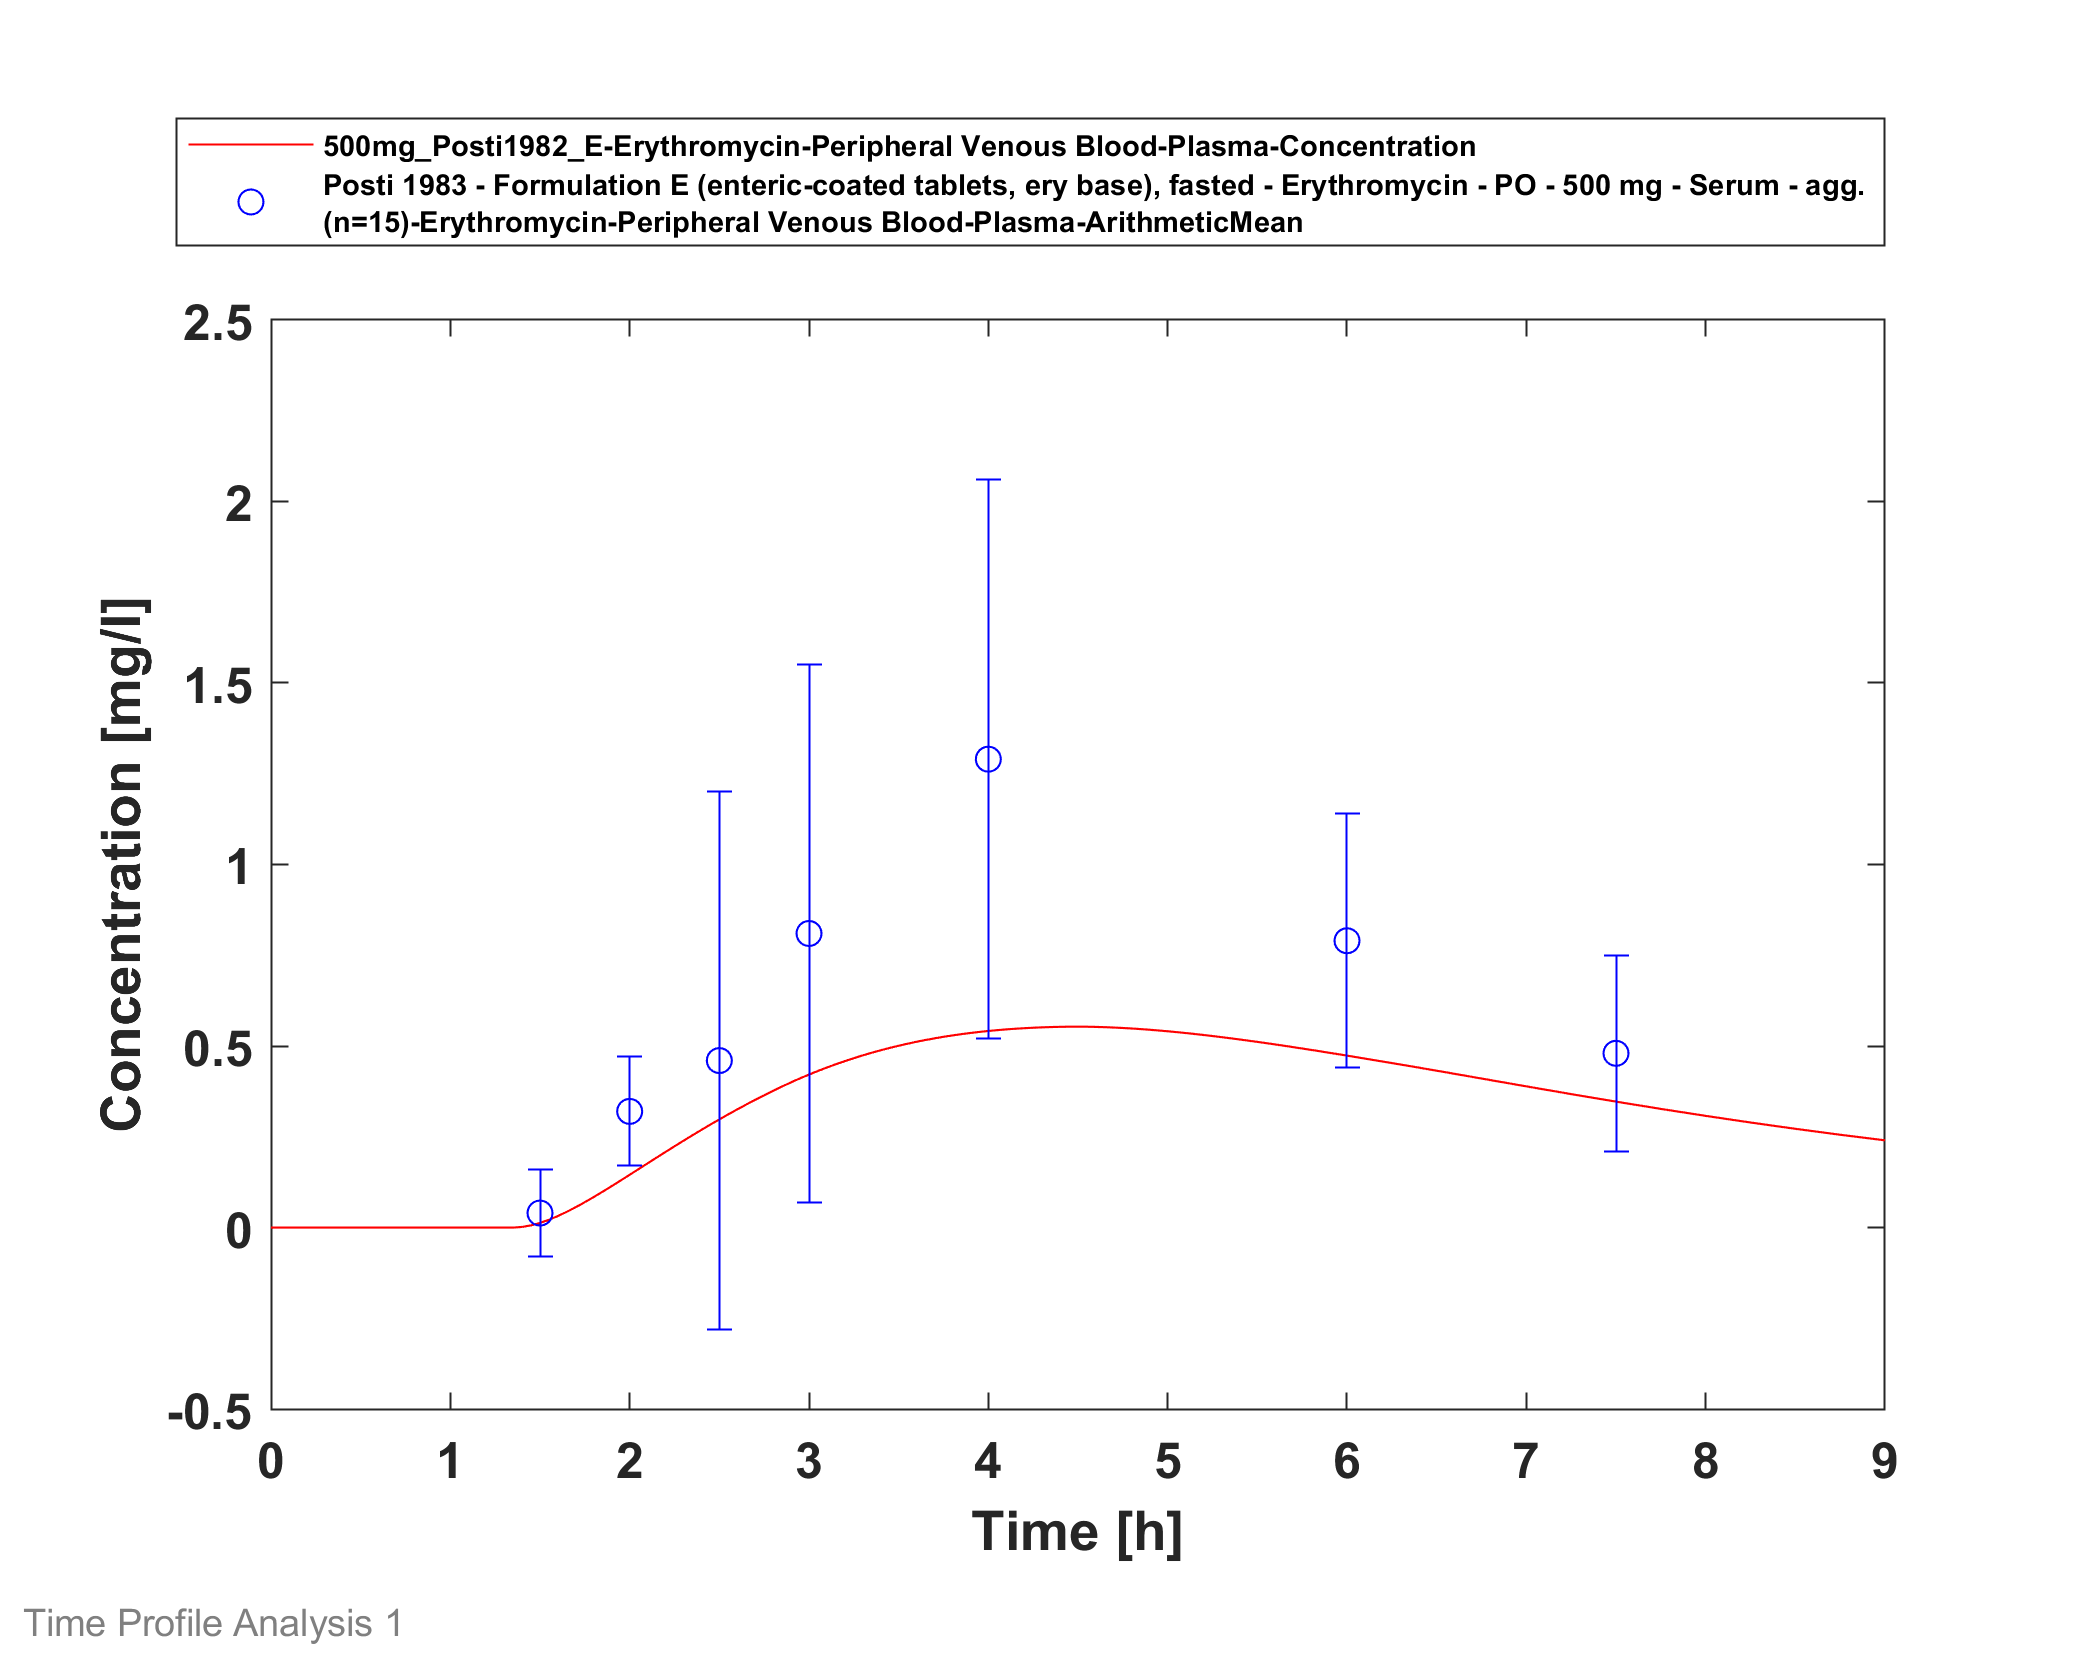 500mg_Posti1982_E-Erythromycin-Peripheral Venous Blood-Plasma-Concentration
Posti 1983 - Formulation E (enteric-coated tablets, ery base), fasted - Erythromycin - PO - 500 mg - Serum - agg.
(n=15)-Erythromycin-Peripheral Venous Blood-Plasma-ArithmeticMean
2.5
2
1.5
1
0.5
0
-0.5
Concentration [mg/l]
0 1 2 3 4 5 6 7 8 9
Time [h]
Time Profile Analysis 1